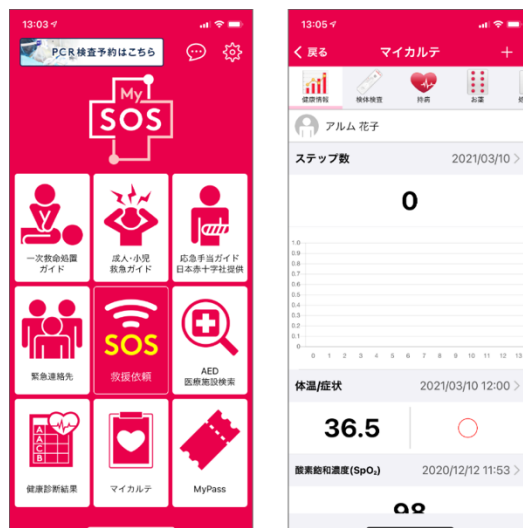 13:03
PCR検査予約はこちら
My
SOS
一次救命処置
ガイド
成人・小児
救急ガイド
応急手当ガイド
日本赤十字社提供
緊急連絡先
SOS
救援依頼
AED
医療施設検索
A
A
C
B
健康診断結果
マイカルテ
MyPass
13:05
戻る
マイカルテ
健康情報
検体検査
持病
お薬
アルム 花子
ステップ数
2021/03/10
0
1.0
0.9
0.8
0.7
0.6
0.5
0.4
0.3
0.2
0.1
0
0 1 2 3 4 5 6 7 8 9 10 11 12 13
体温/症状
2021/03/10 12:00
36.5
酸素飽和濃度(SpO₂)
2020/12/12 11:53
98